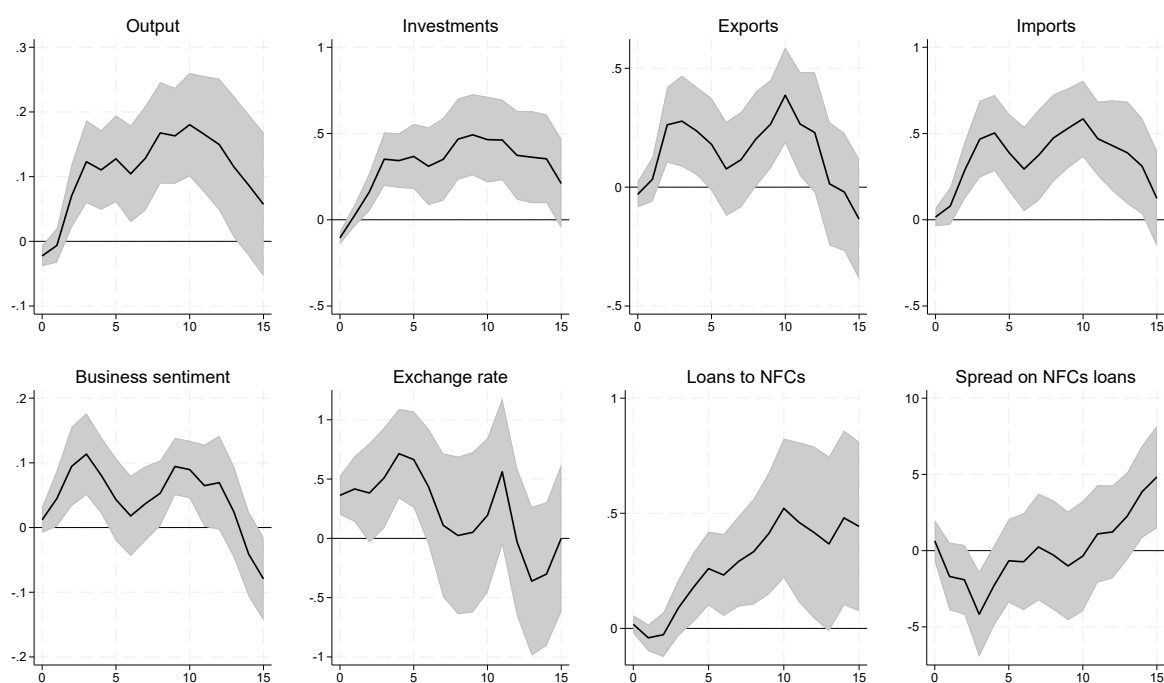 Output
.3
.2
.1
0
-.1
0 5 10 15
Investments
1
.5
0
-.5
0 5 10 15
Exports
.5
0
-.5
0 5 10 15
Imports
1
.5
0
-.5
0 5 10 15
Business sentiment
.2
.1
0
-.1
-.2
0 5 10 15
Exchange rate
1
.5
0
-.5
-1
0 5 10 15
Loans to NFCs
1
.5
0
0 5 10 15
Spread on NFCs loans
10
5
0
-5
0 5 10 15